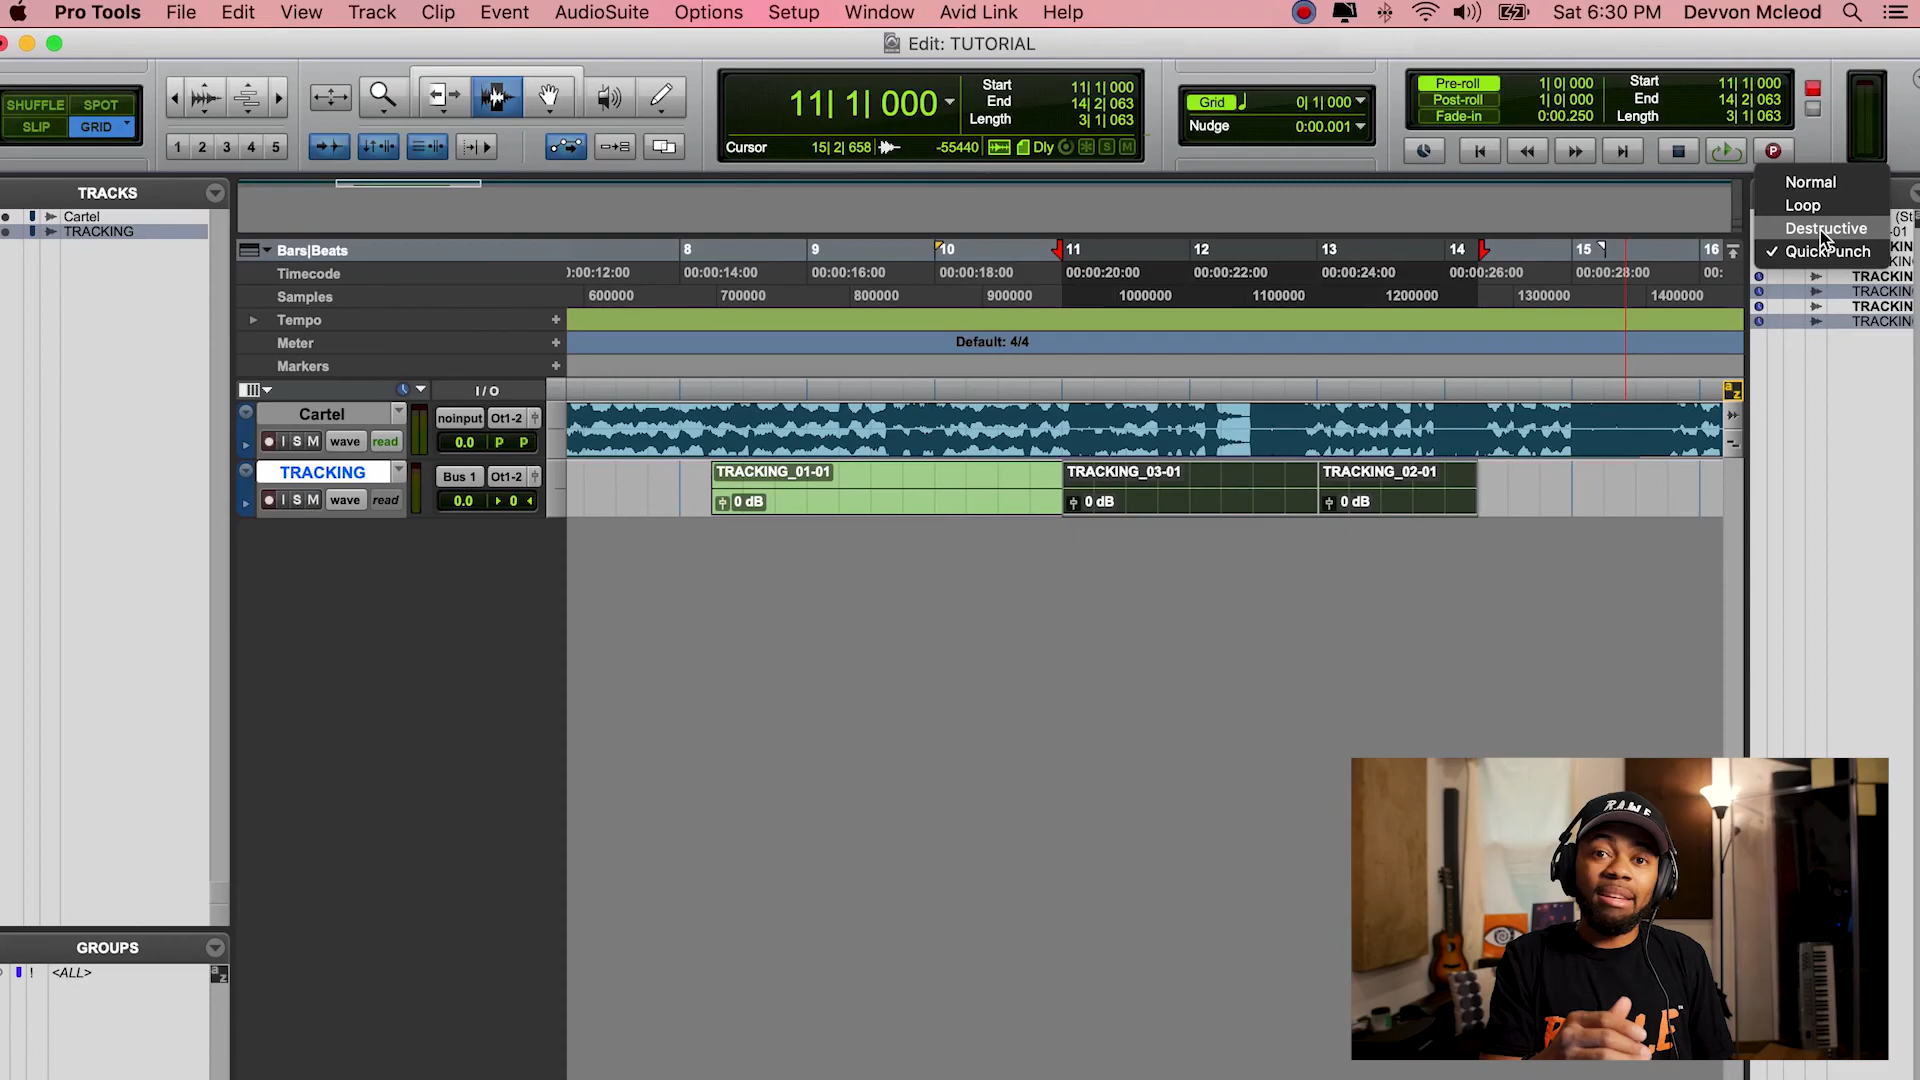 Pro Tools File Edit View Track Clip Event AudioSuite Options Setup Window Avid Link Help Sat 6:30 PM Devvon Mcleod
Edit: TUTORIAL
SHUFFLE SPOT
SLIP GRID
1 2 3 4 5
11| 1| 000
Start 11| 1| 000
End 14| 2| 063
Length 3| 1| 063
Cursor 15| 2| 658 -55440 Dly S M
Grid 0| 1| 000
Nudge 0:00.001
Pre-roll 1| 0| 000 Start 11| 1| 000
Post-roll 1| 0| 000 End 14| 2| 063
Fade-in 0:00.250 Length 3| 1| 063
P
Normal
Loop
Destructive
✓ QuickPunch
TRACKS
Cartel
TRACKING
Bars|Beats 8 9 10 11 12 13 14 15 16
Timecode 00:00:14:00 00:00:16:00 00:00:18:00 00:00:20:00 00:00:22:00 00:00:24:00 00:00:26:00 00:00:28:00 00:
Samples 600000 700000 800000 900000 1000000 1100000 1200000 1300000 1400000
TRACKIN
TRACKIN
TRACKIN
TRACKIN
Tempo +
Meter + Default: 4/4
Markers +
I / O
a z
Cartel noinput Ot1-2
I S M wave read 0.0 P P
TRACKING Bus 1 Ot1-2
I S M wave read 0.0 0
TRACKING_01-01 TRACKING_03-01 TRACKING_02-01
0 dB 0 dB 0 dB
GROUPS
! <ALL>
a z
R.A.W.E